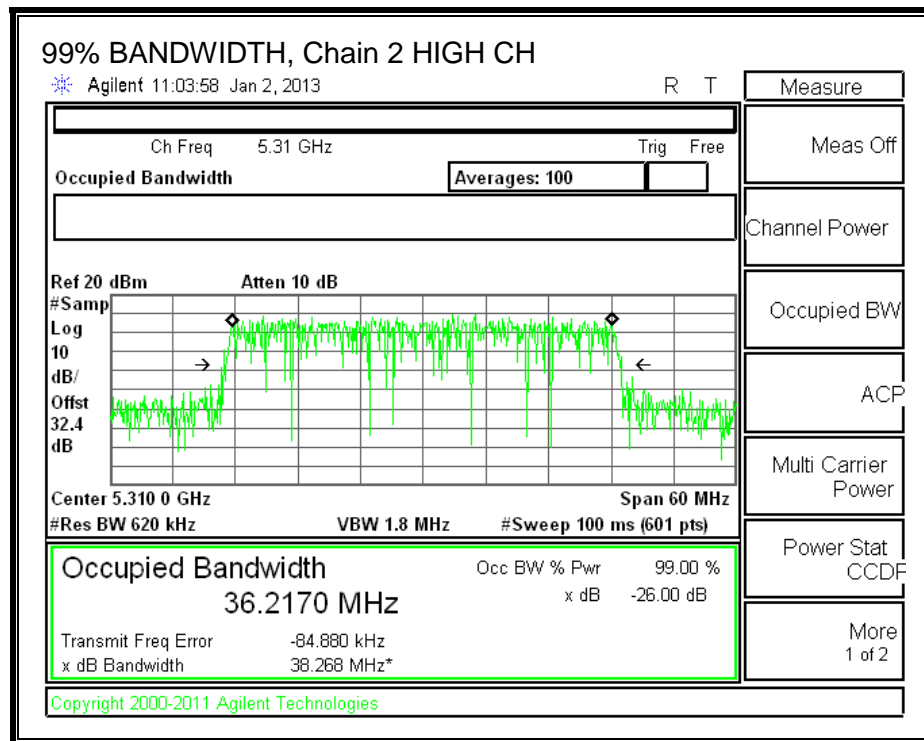 99% BANDWIDTH, Chain 2 HIGH CH
Agilent 11:03:58 Jan 2, 2013 R T
Measure
Ch Freq 5.31 GHz Trig Free
Meas Off
Occupied Bandwidth Averages: 100
Channel Power
Ref 20 dBm Atten 10 dB
#Samp
Log
10
dB/
Offst
32.4
dB
Occupied BW
ACP
Multi Carrier
Power
Center 5.310 0 GHz Span 60 MHz
#Res BW 620 kHz VBW 1.8 MHz #Sweep 100 ms (601 pts)
Power Stat
CCDF
Occupied Bandwidth Occ BW % Pwr 99.00 %
36.2170 MHz x dB -26.00 dB
Transmit Freq Error -84.880 kHz
x dB Bandwidth 38.268 MHz*
More
1 of 2
Copyright 2000-2011 Agilent Technologies